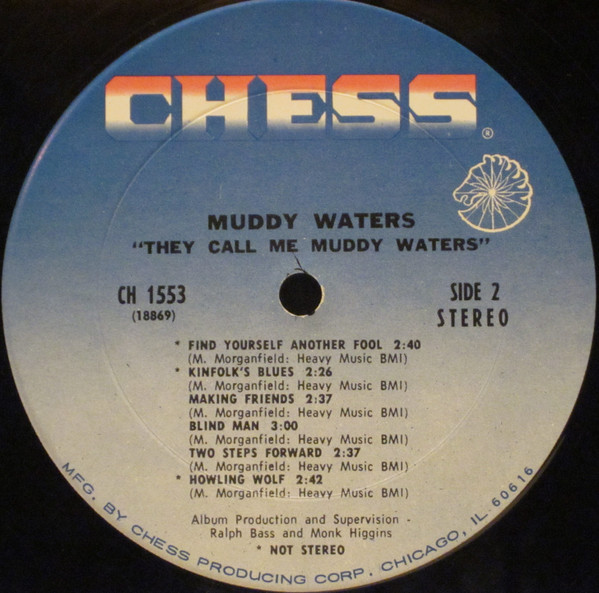 CHESS
®
MUDDY WATERS
"THEY CALL ME MUDDY WATERS"
CH 1553
(18869)
SIDE 2
STEREO
* FIND YOURSELF ANOTHER FOOL 2:40
(M. Morganfield: Heavy Music BMI)
* KINFOLK'S BLUES 2:26
(M. Morganfield: Heavy Music BMI)
MAKING FRIENDS 2:37
(M. Morganfield: Heavy Music BMI)
BLIND MAN 3:00
(M. Morganfield: Heavy Music BMI)
TWO STEPS FORWARD 2:37
(M. Morganfield: Heavy Music BMI)
* HOWLING WOLF 2:42
(M. Morganfield: Heavy Music BMI)
Album Production and Supervision -
Ralph Bass and Monk Higgins
* NOT STEREO
MFG. BY CHESS PRODUCING CORP., CHICAGO, IL 60616